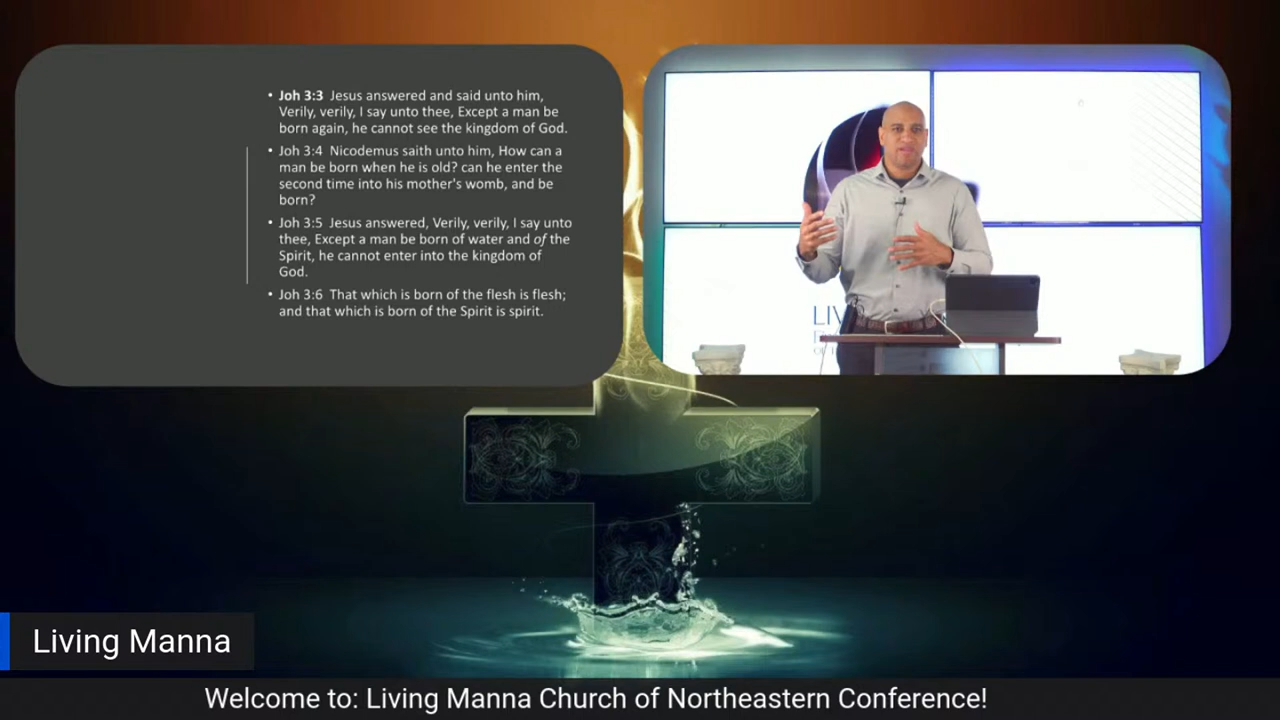 • Joh 3:3 Jesus answered and said unto him,
Verily, verily, I say unto thee, Except a man be
born again, he cannot see the kingdom of God.
• Joh 3:4 Nicodemus saith unto him, How can a
man be born when he is old? can he enter the
second time into his mother's womb, and be
born?
• Joh 3:5 Jesus answered, Verily, verily, I say unto
thee, Except a man be born of water and of the
Spirit, he cannot enter into the kingdom of
God.
• Joh 3:6 That which is born of the flesh is flesh;
and that which is born of the Spirit is spirit.
LIV
Living Manna
Welcome to: Living Manna Church of Northeastern Conference!